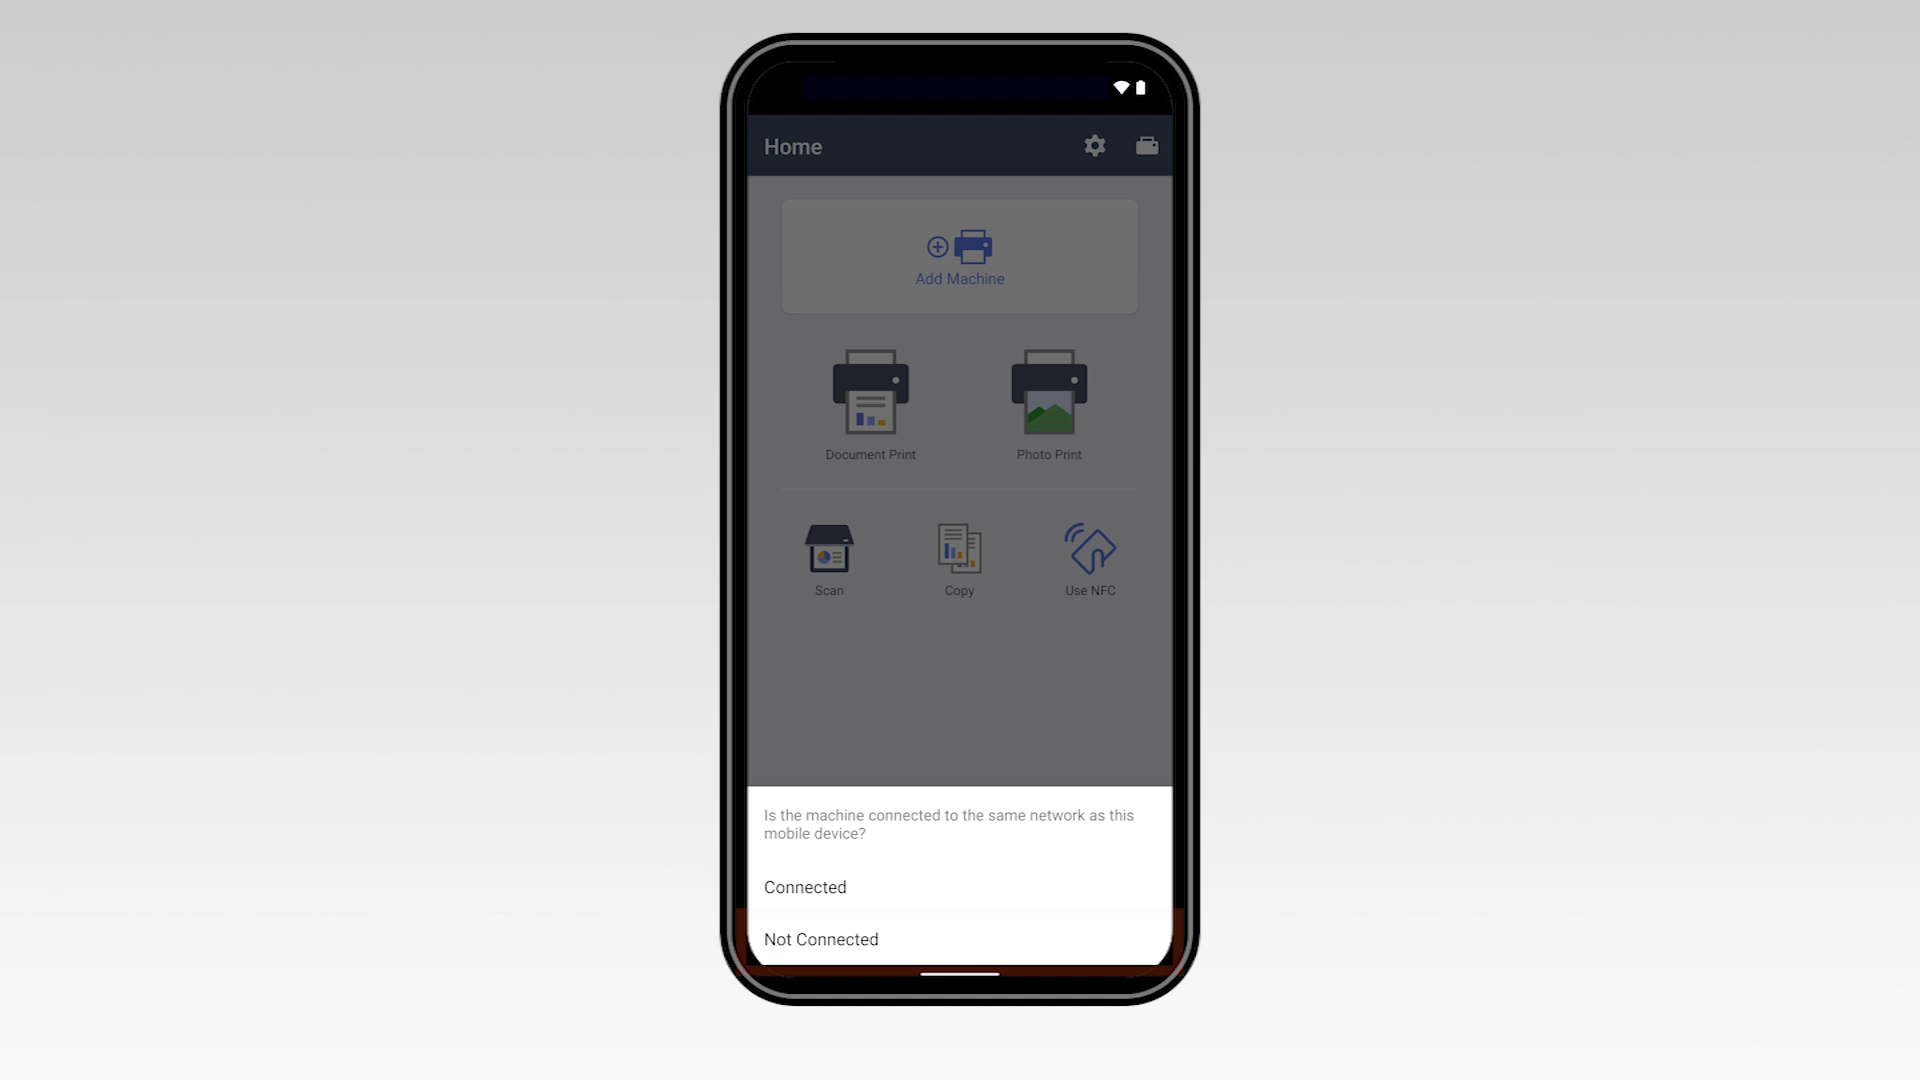 Home
Add Machine
Document Print
Photo Print
Scan
Copy
Use NFC
Is the machine connected to the same network as this
mobile device?
Connected
Not Connected